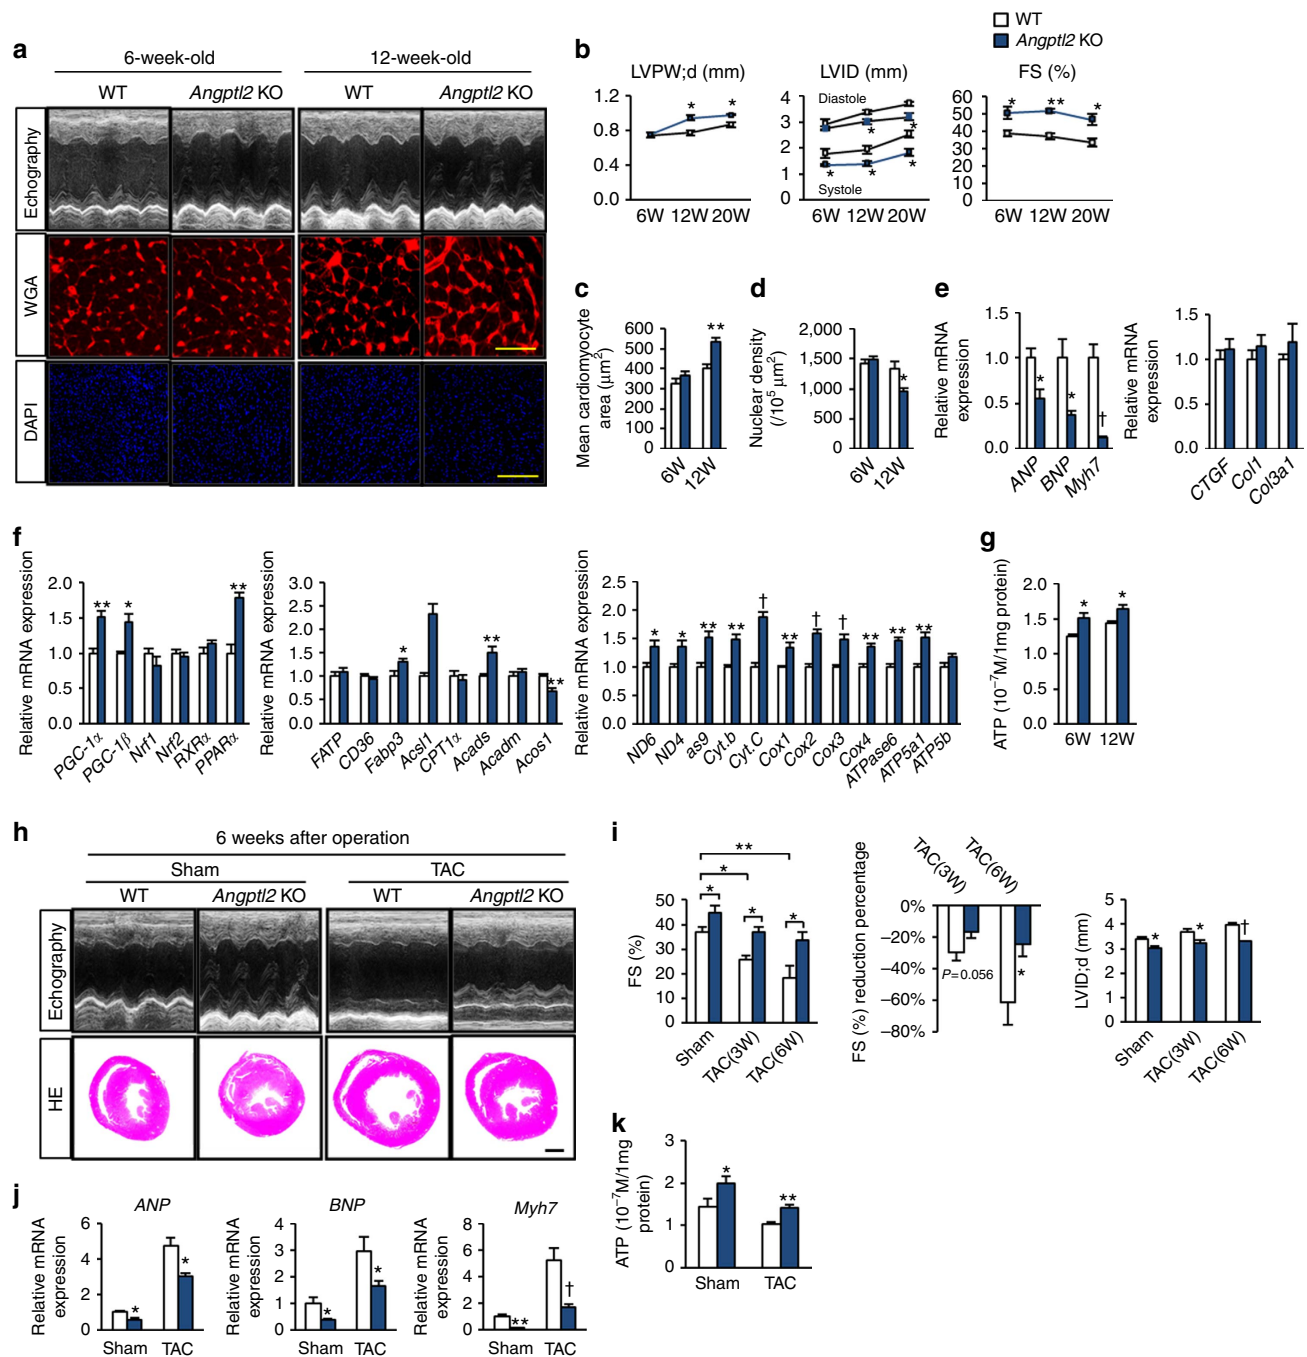 WT
Angptl2 KO
a
6-week-old
12-week-old
WT
Angptl2 KO
WT
Angptl2 KO
Echography
WGA
DAPI
b
LVPW;d (mm)
1.2
0.8
0.4
0.0
6W 12W 20W
* *
LVID (mm)
4
3
2
1
0
Diastole
Systole
6W 12W 20W
* *
* * *
FS (%)
60
50
40
30
20
10
0
6W 12W 20W
* ** *
c
Mean cardiomyocyte
area (µm²)
600
500
400
300
200
100
0
**
6W 12W
d
Nuclear density
(/10⁵ µm²)
2,000
1,500
1,000
500
0
*
6W 12W
e
Relative mRNA
expression
1.5
1.0
0.5
0.0
* * †
ANP BNP Myh7
Relative mRNA
expression
1.5
1.0
0.5
0.0
CTGF Col1 Col3a1
f
Relative mRNA expression
2.0
1.5
1.0
0.5
0.0
** * **
PGC-1α PGC-1β Nrf1 Nrf2 RXRα PPARα
Relative mRNA expression
3.0
2.5
2.0
1.5
1.0
0.5
0.0
* ** **
FATP CD36 Fabp3 Acsl1 CPT1α Acads Acadm Acos1
Relative mRNA expression
2.5
2.0
1.5
1.0
0.5
0.0
* * ** ** † ** † † ** ** **
ND6 ND4 as9 Cyt.b Cyt.C Cox1 Cox2 Cox3 Cox4 ATPase6 ATP5a1 ATP5b
g
ATP (10⁻⁷M/1mg protein)
2.0
1.5
1.0
0.5
0.0
* *
6W 12W
h
6 weeks after operation
Sham
TAC
WT
Angptl2 KO
WT
Angptl2 KO
Echography
HE
i
FS (%)
50
40
30
20
10
0
**
*
* * *
Sham TAC(3W) TAC(6W)
FS (%) reduction percentage
TAC(3W) TAC(6W)
0%
−20%
−40%
−60%
−80%
P=0.056
*
LVID;d (mm)
5
4
3
2
1
0
* * †
Sham TAC(3W) TAC(6W)
j
ANP
Relative mRNA
expression
6
4
2
0
* *
Sham TAC
BNP
Relative mRNA
expression
4
3
2
1
0
* *
Sham TAC
Myh7
Relative mRNA
expression
8
6
4
2
0
** †
Sham TAC
k
ATP (10⁻⁷M/1mg
protein)
3
2
1
0
* **
Sham TAC